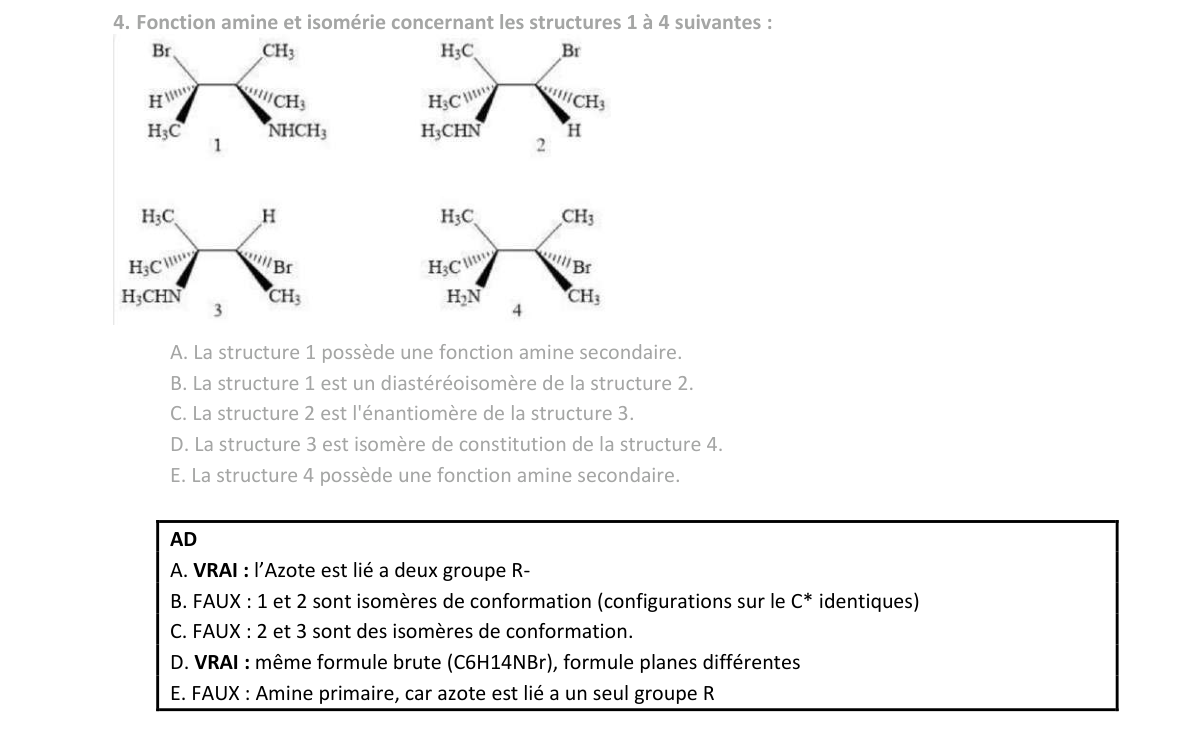 4. Fonction amine et isomérie concernant les structures 1 à 4 suivantes :
Br CH3 H3C Br
H CH3 H3C CH3
H3C NHCH3 H3CHN H
1 2
H3C H H3C CH3
H3C Br H3C Br
H3CHN CH3 H2N CH3
3 4
A. La structure 1 possède une fonction amine secondaire.
B. La structure 1 est un diastéréoisomère de la structure 2.
C. La structure 2 est l'énantiomère de la structure 3.
D. La structure 3 est isomère de constitution de la structure 4.
E. La structure 4 possède une fonction amine secondaire.
AD
A. VRAI : l’Azote est lié a deux groupe R-
B. FAUX : 1 et 2 sont isomères de conformation (configurations sur le C* identiques)
C. FAUX : 2 et 3 sont des isomères de conformation.
D. VRAI : même formule brute (C6H14NBr), formule planes différentes
E. FAUX : Amine primaire, car azote est lié a un seul groupe R